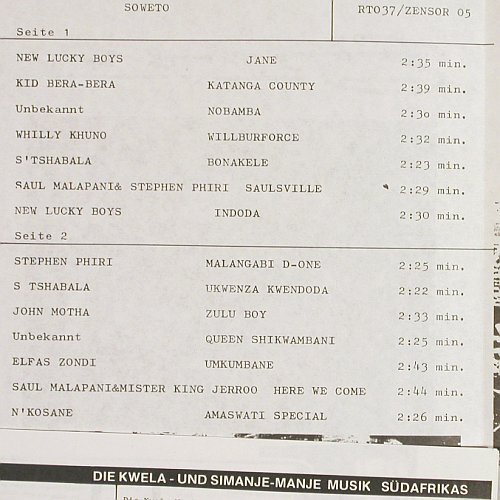 SOWETO RTO37/ZENSOR 05
Seite 1
NEW LUCKY BOYS JANE 2:35 min.
KID BERA-BERA KATANGA COUNTY 2:39 min.
Unbekannt NOBAMBA 2:3o min.
WHILLY KHUNO WILLBURFORCE 2:32 min.
S'TSHABALA BONAKELE 2:23 min.
SAUL MALAPANI& STEPHEN PHIRI SAULSVILLE 2:29 min.
NEW LUCKY BOYS INDODA 2:30 min.
Seite 2
STEPHEN PHIRI MALANGABI D-ONE 2:25 min.
S TSHABALA UKWENZA KWENDODA 2:22 min.
JOHN MOTHA ZULU BOY 2:33 min.
Unbekannt QUEEN SHIKWAMBANI 2:25 min.
ELFAS ZONDI UMKUMBANE 2:43 min.
SAUL MALAPANI&MISTER KING JERROO HERE WE COME 2:44 min.
N'KOSANE AMASWATI SPECIAL 2:26 min.
DIE KWELA - UND SIMANJE-MANJE MUSIK SÜDAFRIKAS